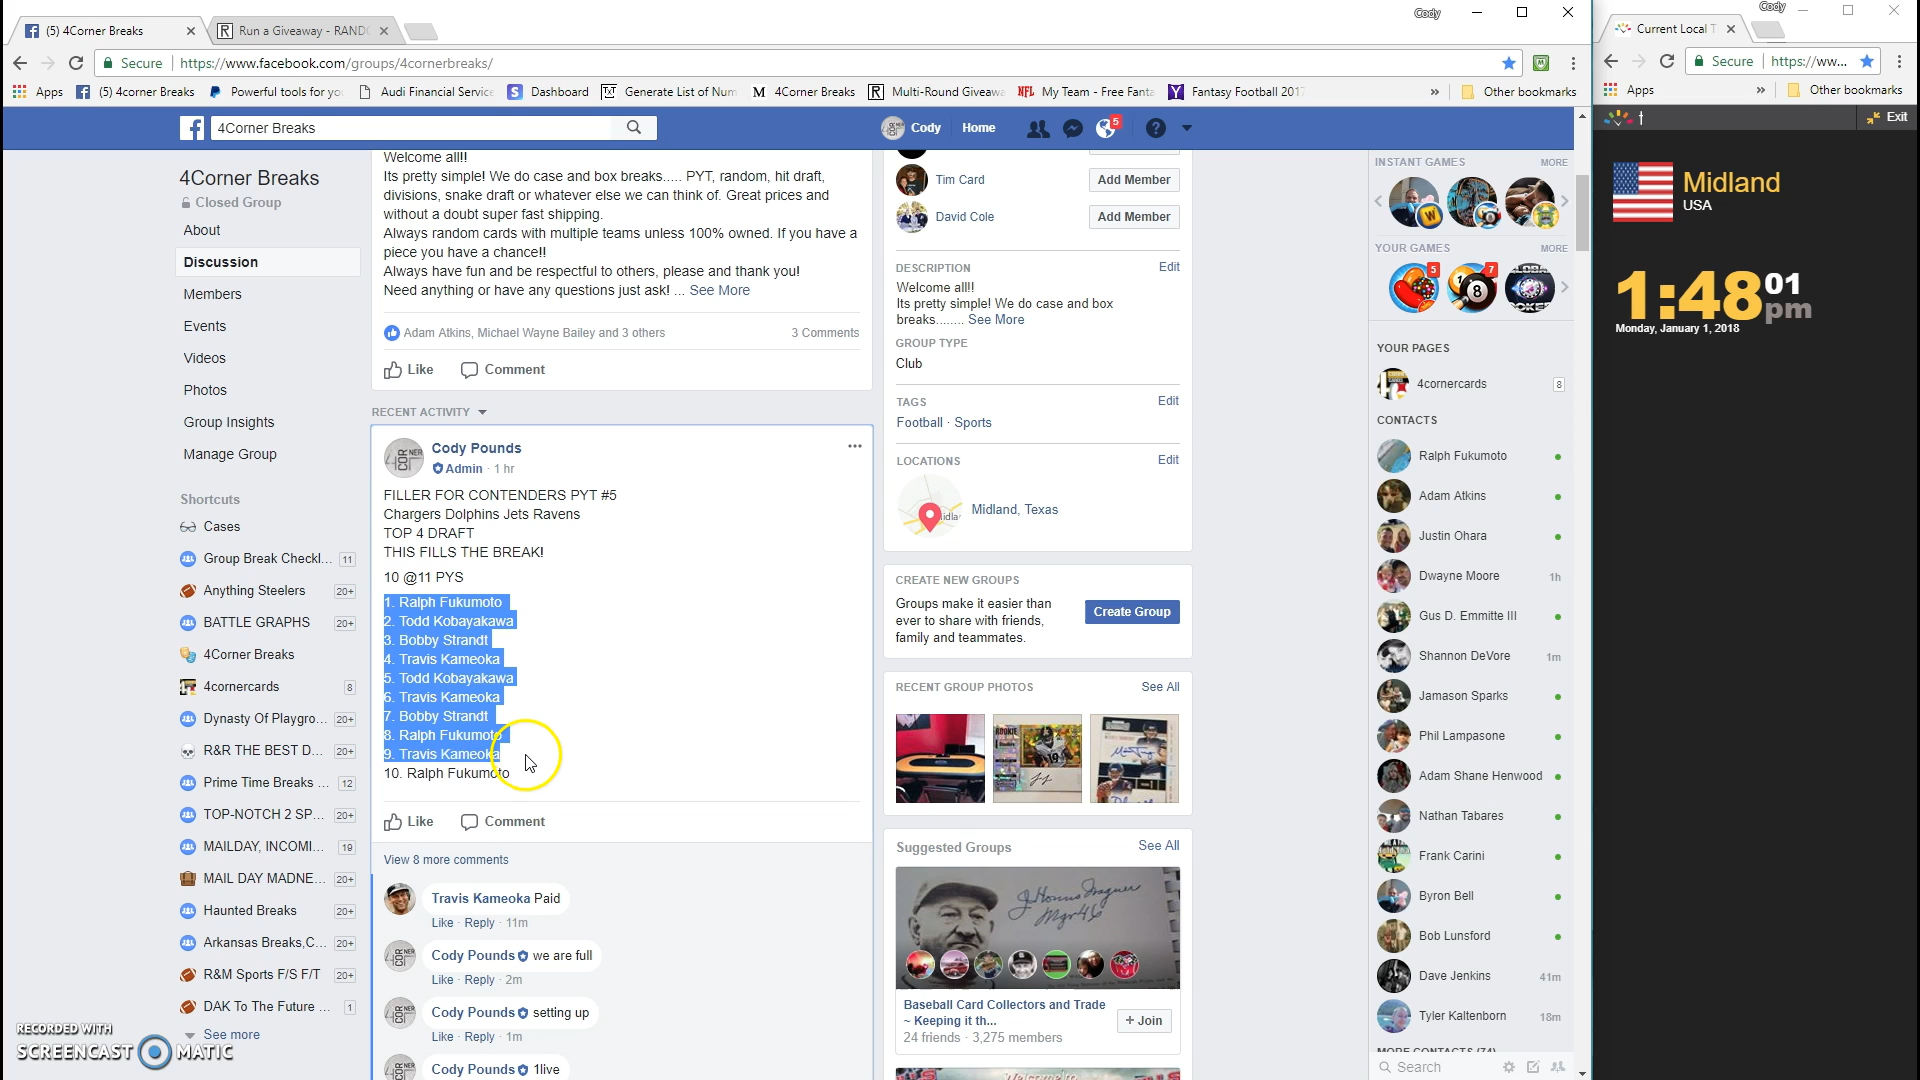 (5) 4Corner Breaks
Run a Giveaway - RAND
Cody
Secure https://www.facebook.com/groups/4cornerbreaks/
Apps (5) 4corner Breaks Powerful tools for yo Audi Financial Service Dashboard Generate List of Num 4Corner Breaks Multi-Round Giveaw My Team - Free Fanta Fantasy Football 2017 » Other bookmarks
4Corner Breaks
Cody Home 5
4Corner Breaks
Closed Group
About
Discussion
Members
Events
Videos
Photos
Group Insights
Manage Group
Shortcuts
Cases
Group Break Checkl... 11
Anything Steelers 20+
BATTLE GRAPHS 20+
4Corner Breaks
4cornercards 8
Dynasty Of Playgro... 20+
R&R THE BEST D... 20+
Prime Time Breaks ... 12
TOP-NOTCH 2 SP... 20+
MAILDAY, INCOMI... 19
MAIL DAY MADNE... 20+
Haunted Breaks 20+
Arkansas Breaks,C... 20+
R&M Sports F/S F/T 20+
DAK To The Future ... 1
See more
RECORDED WITH
SCREENCAST MATIC
Welcome all!!
Its pretty simple! We do case and box breaks..... PYT, random, hit draft,
divisions, snake draft or whatever else we can think of. Great prices and
without a doubt super fast shipping.
Always random cards with multiple teams unless 100% owned. If you have a
piece you have a chance!!
Always have fun and be respectful to others, please and thank you!
Need anything or have any questions just ask! ... See More
Adam Atkins, Michael Wayne Bailey and 3 others 3 Comments
Like Comment
RECENT ACTIVITY
Cody Pounds
Admin · 1 hr
FILLER FOR CONTENDERS PYT #5
Chargers Dolphins Jets Ravens
TOP 4 DRAFT
THIS FILLS THE BREAK!
10 @11 PYS
1. Ralph Fukumoto
2. Todd Kobayakawa
3. Bobby Strandt
4. Travis Kameoka
5. Todd Kobayakawa
6. Travis Kameoka
7. Bobby Strandt
8. Ralph Fukumoto
9. Travis Kameoka
10. Ralph Fukumoto
Like Comment
View 8 more comments
Travis Kameoka Paid
Like · Reply · 11m
Cody Pounds we are full
Like · Reply · 2m
Cody Pounds setting up
Like · Reply · 1m
Cody Pounds 1live
Tim Card Add Member
David Cole Add Member
DESCRIPTION Edit
Welcome all!!
Its pretty simple! We do case and box
breaks........ See More
GROUP TYPE
Club
TAGS Edit
Football · Sports
LOCATIONS Edit
Midland, Texas
CREATE NEW GROUPS
Groups make it easier than
ever to share with friends,
family and teammates.
Create Group
RECENT GROUP PHOTOS See All
Suggested Groups See All
Baseball Card Collectors and Trade
~ Keeping it th...
24 friends · 3,275 members
+ Join
INSTANT GAMES MORE
YOUR GAMES MORE
5 7
YOUR PAGES
4cornercards 8
CONTACTS
Ralph Fukumoto
Adam Atkins
Justin Ohara
Dwayne Moore 1h
Gus D. Emmitte III
Shannon DeVore 1m
Jamason Sparks
Phil Lampasone
Adam Shane Henwood
Nathan Tabares
Frank Carini
Byron Bell
Bob Lunsford
Dave Jenkins 41m
Tyler Kaltenborn 18m
MORE CONTACTS (74)
Search
Cody
Current Local T
Secure https://ww...
Apps » Other bookmarks
t Exit
Midland
USA
1:48 01 pm
Monday, January 1, 2018